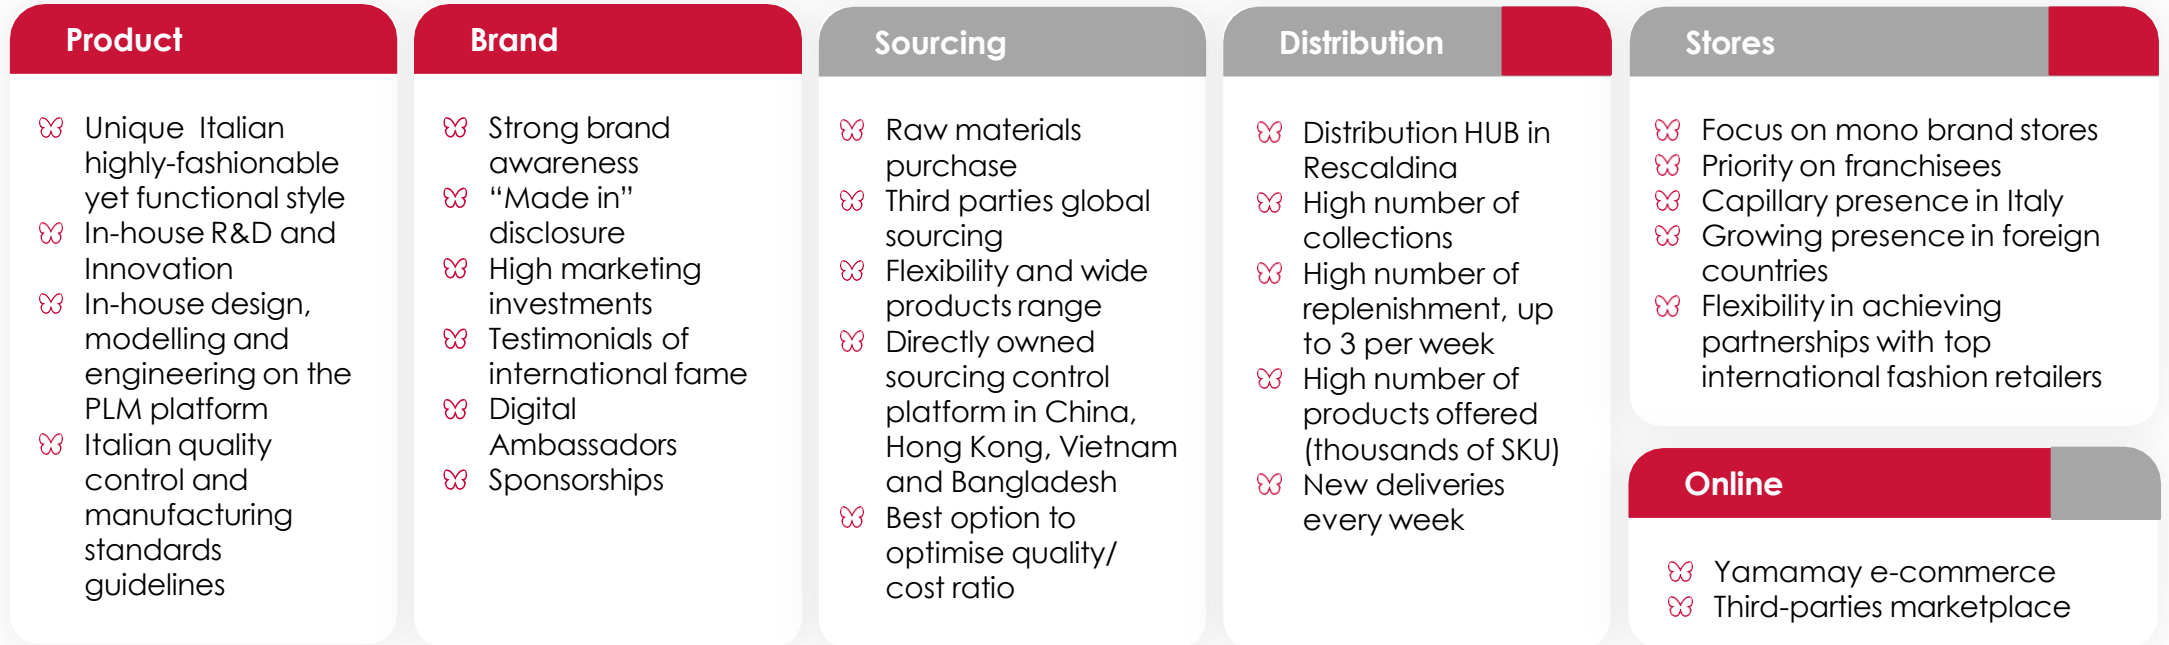 Product
Unique Italian
highly-fashionable
yet functional style
In-house R&D and
Innovation
In-house design,
modelling and
engineering on the
PLM platform
Italian quality
control and
manufacturing
standards
guidelines
Brand
Strong brand
awareness
“Made in”
disclosure
High marketing
investments
Testimonials of
international fame
Digital
Ambassadors
Sponsorships
Sourcing
Raw materials
purchase
Third parties global
sourcing
Flexibility and wide
products range
Directly owned
sourcing control
platform in China,
Hong Kong, Vietnam
and Bangladesh
Best option to
optimise quality/
cost ratio
Distribution
Distribution HUB in
Rescaldina
High number of
collections
High number of
replenishment, up
to 3 per week
High number of
products offered
(thousands of SKU)
New deliveries
every week
Stores
Focus on mono brand stores
Priority on franchisees
Capillary presence in Italy
Growing presence in foreign
countries
Flexibility in achieving
partnerships with top
international fashion retailers
Online
Yamamay e-commerce
Third-parties marketplace